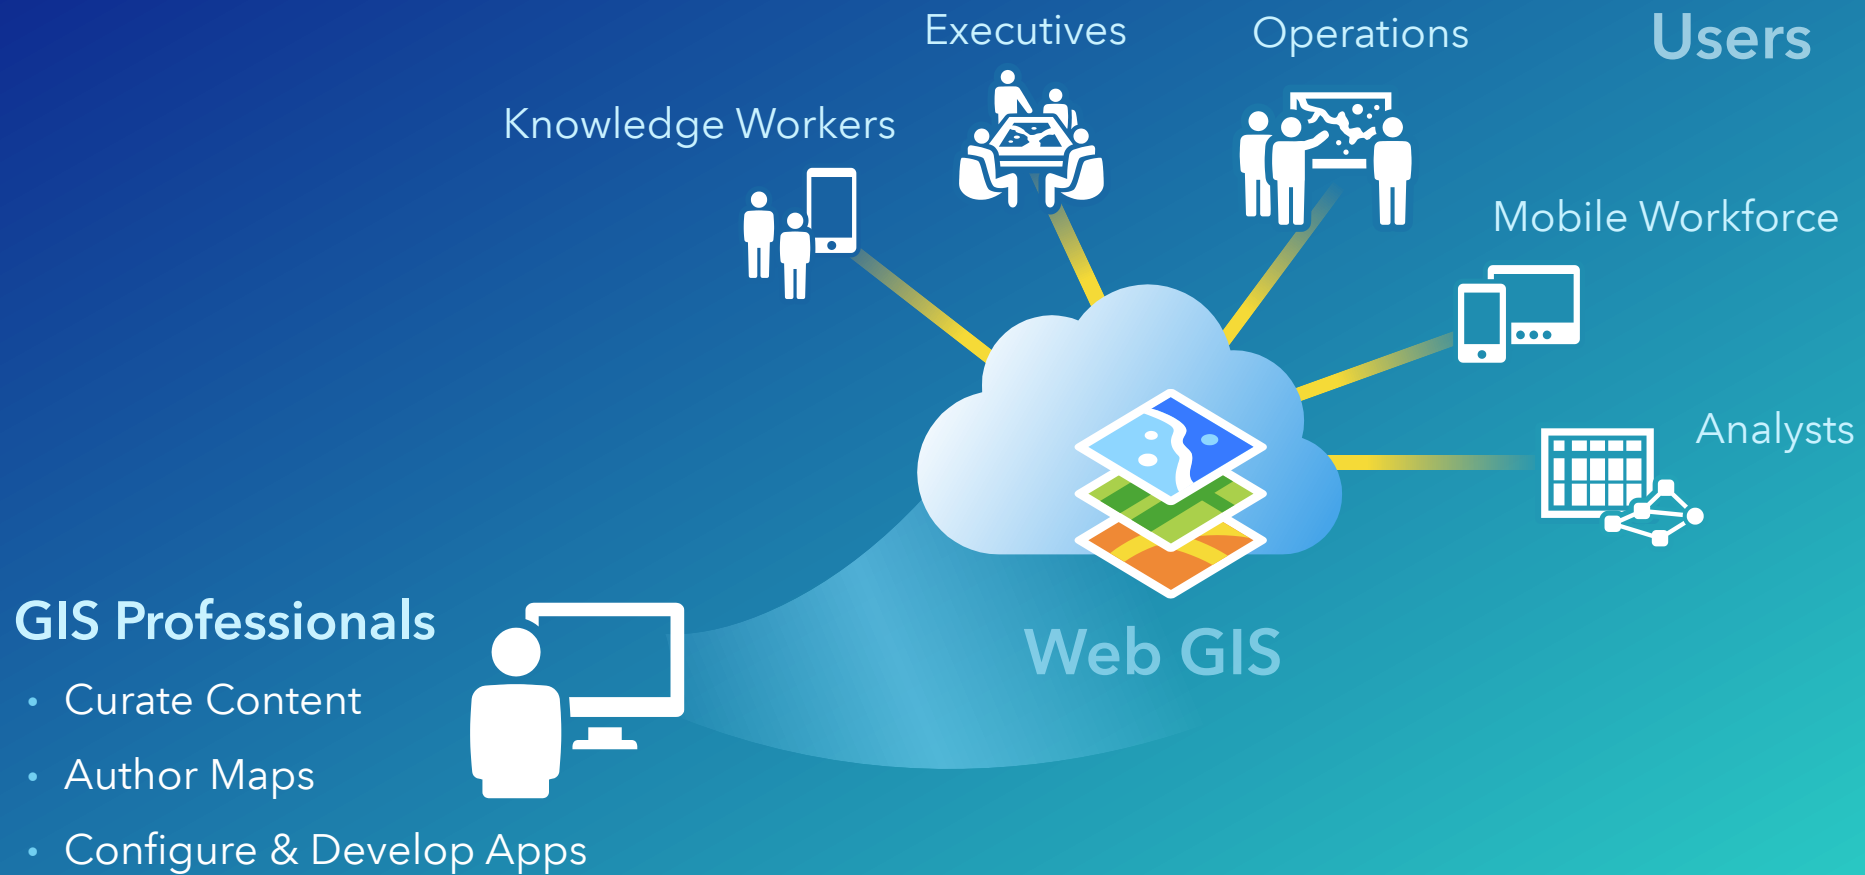 Executives
Operations
Users
Knowledge Workers
Mobile Workforce
Analysts
Web GIS
GIS Professionals
• Curate Content
• Author Maps
• Configure & Develop Apps